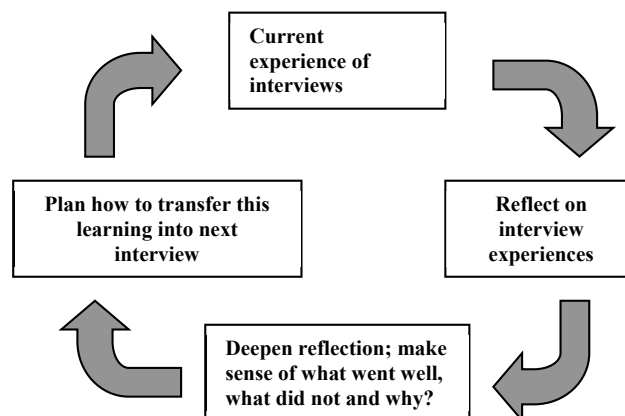 Current
experience of
interviews
Plan how to transfer this
learning into next
interview
Reflect on
interview
experiences
Deepen reflection; make
sense of what went well,
what did not and why?